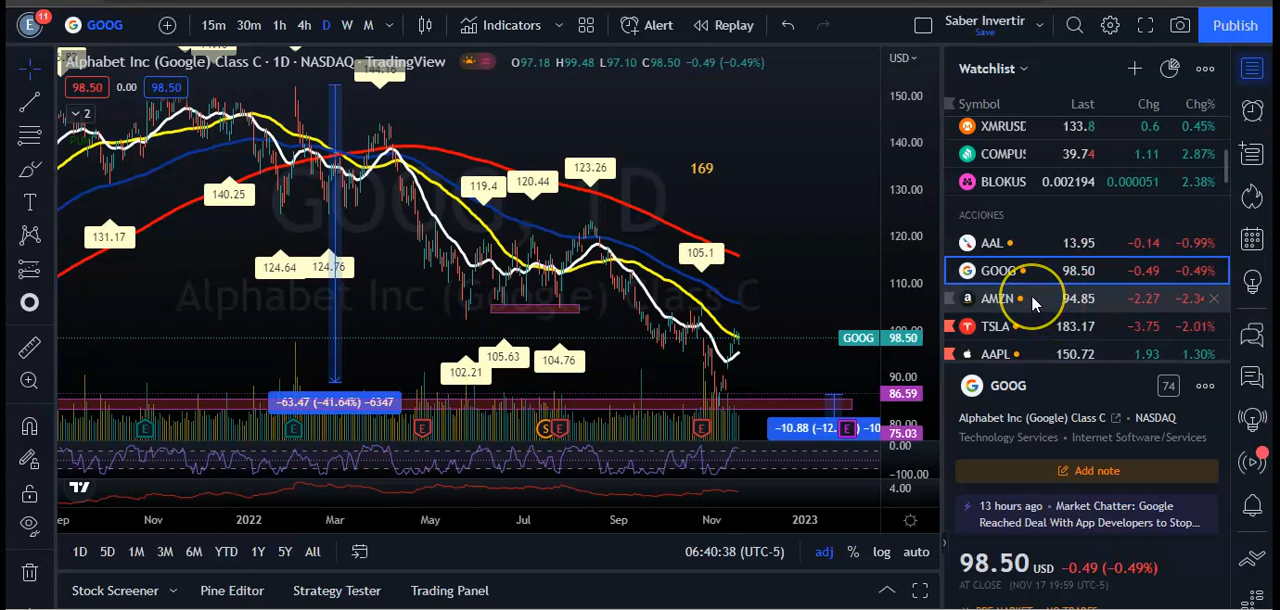 E 11 GOOG 15m 30m 1h 4h D W M Indicators Alert Replay Saber Invertir Save Publish
Alphabet Inc (Google) Class C · 1D · NASDAQ · TradingView O97.18 H99.48 L97.10 C98.50 −0.49 (−0.49%) USD
98.50 0.00 98.50
2
144.16
150.00
140.00
130.00
120.00
110.00
90.00
123.26
119.4
120.44
169
140.25
131.17
124.64
124.76
105.1
GOOG, 1D
Alphabet Inc (Google) Class C
GOOG 98.50
105.63
104.76
102.21
86.59
−63.47 (−41.64%) −6347
75.03
E E E S E E E
0.00
−100.00
4.00
Nov 2022 Mar May Jul Sep Nov 2023
1D 5D 1M 3M 6M YTD 1Y 5Y All 06:40:38 (UTC-5) adj % log auto
Stock Screener Pine Editor Strategy Tester Trading Panel
Watchlist
Symbol Last Chg Chg%
XMRUSD 133.8 0.6 0.45%
COMPUS 39.74 1.11 2.87%
BLOKUS 0.002194 0.000051 2.38%
ACCIONES
AAL 13.95 −0.14 −0.99%
GOOG 98.50 −0.49 −0.49%
AMZN 94.85 −2.27
TSLA 183.17 −3.75 −2.01%
AAPL 150.72 1.93 1.30%
GOOG 74
Alphabet Inc (Google) Class C · NASDAQ
Technology Services · Internet Software/Services
Add note
13 hours ago · Market Chatter: Google
Reached Deal With App Developers to Stop...
98.50 USD −0.49 (−0.49%)
AT CLOSE (NOV 17 19:59 UTC-5)